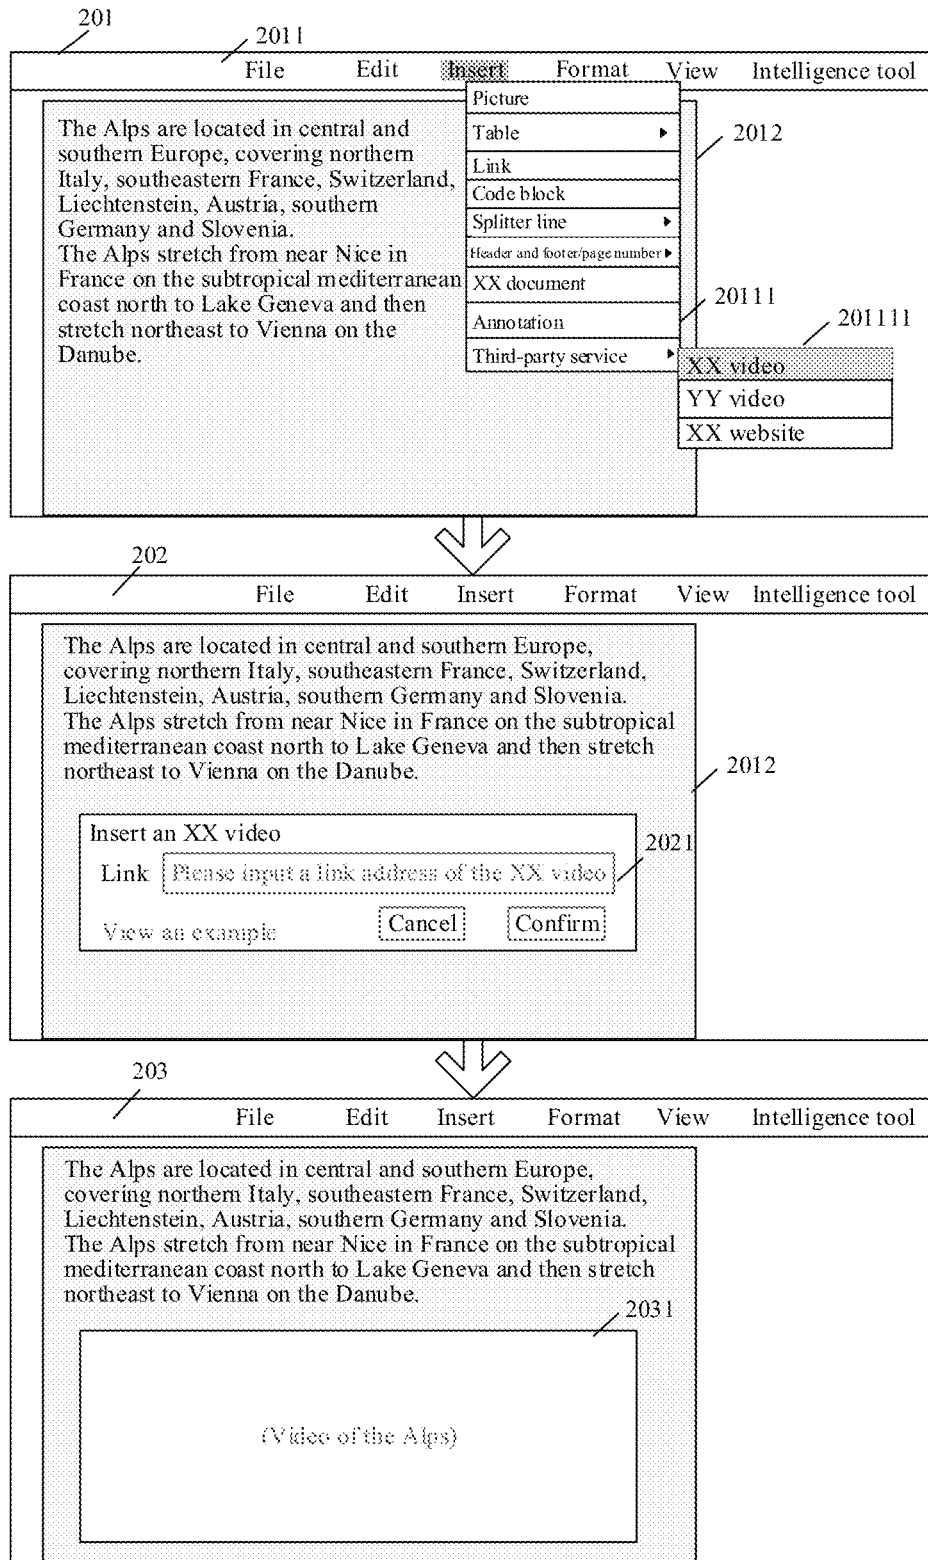 201
2011
File Edit Insert Format View Intelligence tool
Picture
Table
Link
Code block
Splitter line
Header and footer/page number
XX document
Annotation
Third-party service
2012
20111
201111
XX video
YY video
XX website
The Alps are located in central and
southern Europe, covering northern
Italy, southeastern France, Switzerland,
Liechtenstein, Austria, southern
Germany and Slovenia.
The Alps stretch from near Nice in
France on the subtropical mediterranean
coast north to Lake Geneva and then
stretch northeast to Vienna on the
Danube.
202
File Edit Insert Format View Intelligence tool
The Alps are located in central and southern Europe,
covering northern Italy, southeastern France, Switzerland,
Liechtenstein, Austria, southern Germany and Slovenia.
The Alps stretch from near Nice in France on the subtropical
mediterranean coast north to Lake Geneva and then stretch
northeast to Vienna on the Danube.
2012
Insert an XX video
2021
Link Please input a link address of the XX video
View an example Cancel Confirm
203
File Edit Insert Format View Intelligence tool
The Alps are located in central and southern Europe,
covering northern Italy, southeastern France, Switzerland,
Liechtenstein, Austria, southern Germany and Slovenia.
The Alps stretch from near Nice in France on the subtropical
mediterranean coast north to Lake Geneva and then stretch
northeast to Vienna on the Danube.
2031
(Video of the Alps)